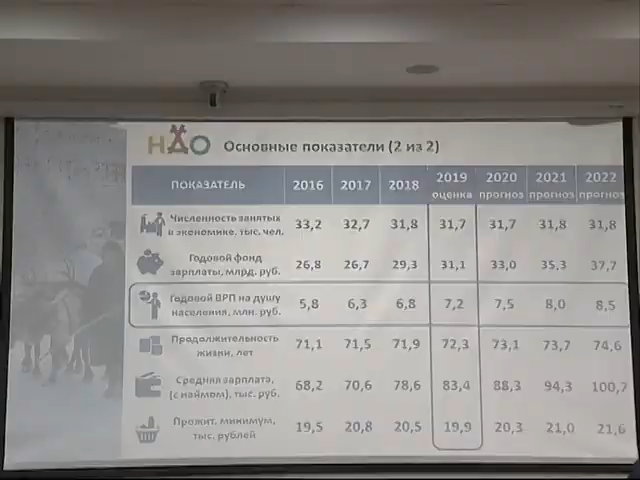 НАО Основные показатели (2 из 2)
ПОКАЗАТЕЛЬ 2016 2017 2018 2019 оценка 2020 прогноз 2021 прогноз 2022 прогноз
Численность занятых
в экономике, тыс. чел. 33,2 32,7 31,8 31,7 31,7 31,8 31,8
Годовой фонд
зарплаты, млрд. руб. 26,8 26,7 29,3 31,1 33,0 35,3 37,7
Годовой ВРП на душу
населения, млн. руб. 5,8 6,3 6,8 7,2 7,5 8,0 8,5
Продолжительность
жизни, лет 71,1 71,5 71,9 72,3 73,1 73,7 74,6
Средняя зарплата,
(с наймом), тыс. руб. 68,2 70,6 78,6 83,4 88,3 94,3 100,7
Прожит. минимум,
тыс. рублей 19,5 20,8 20,5 19,9 20,3 21,0 21,6